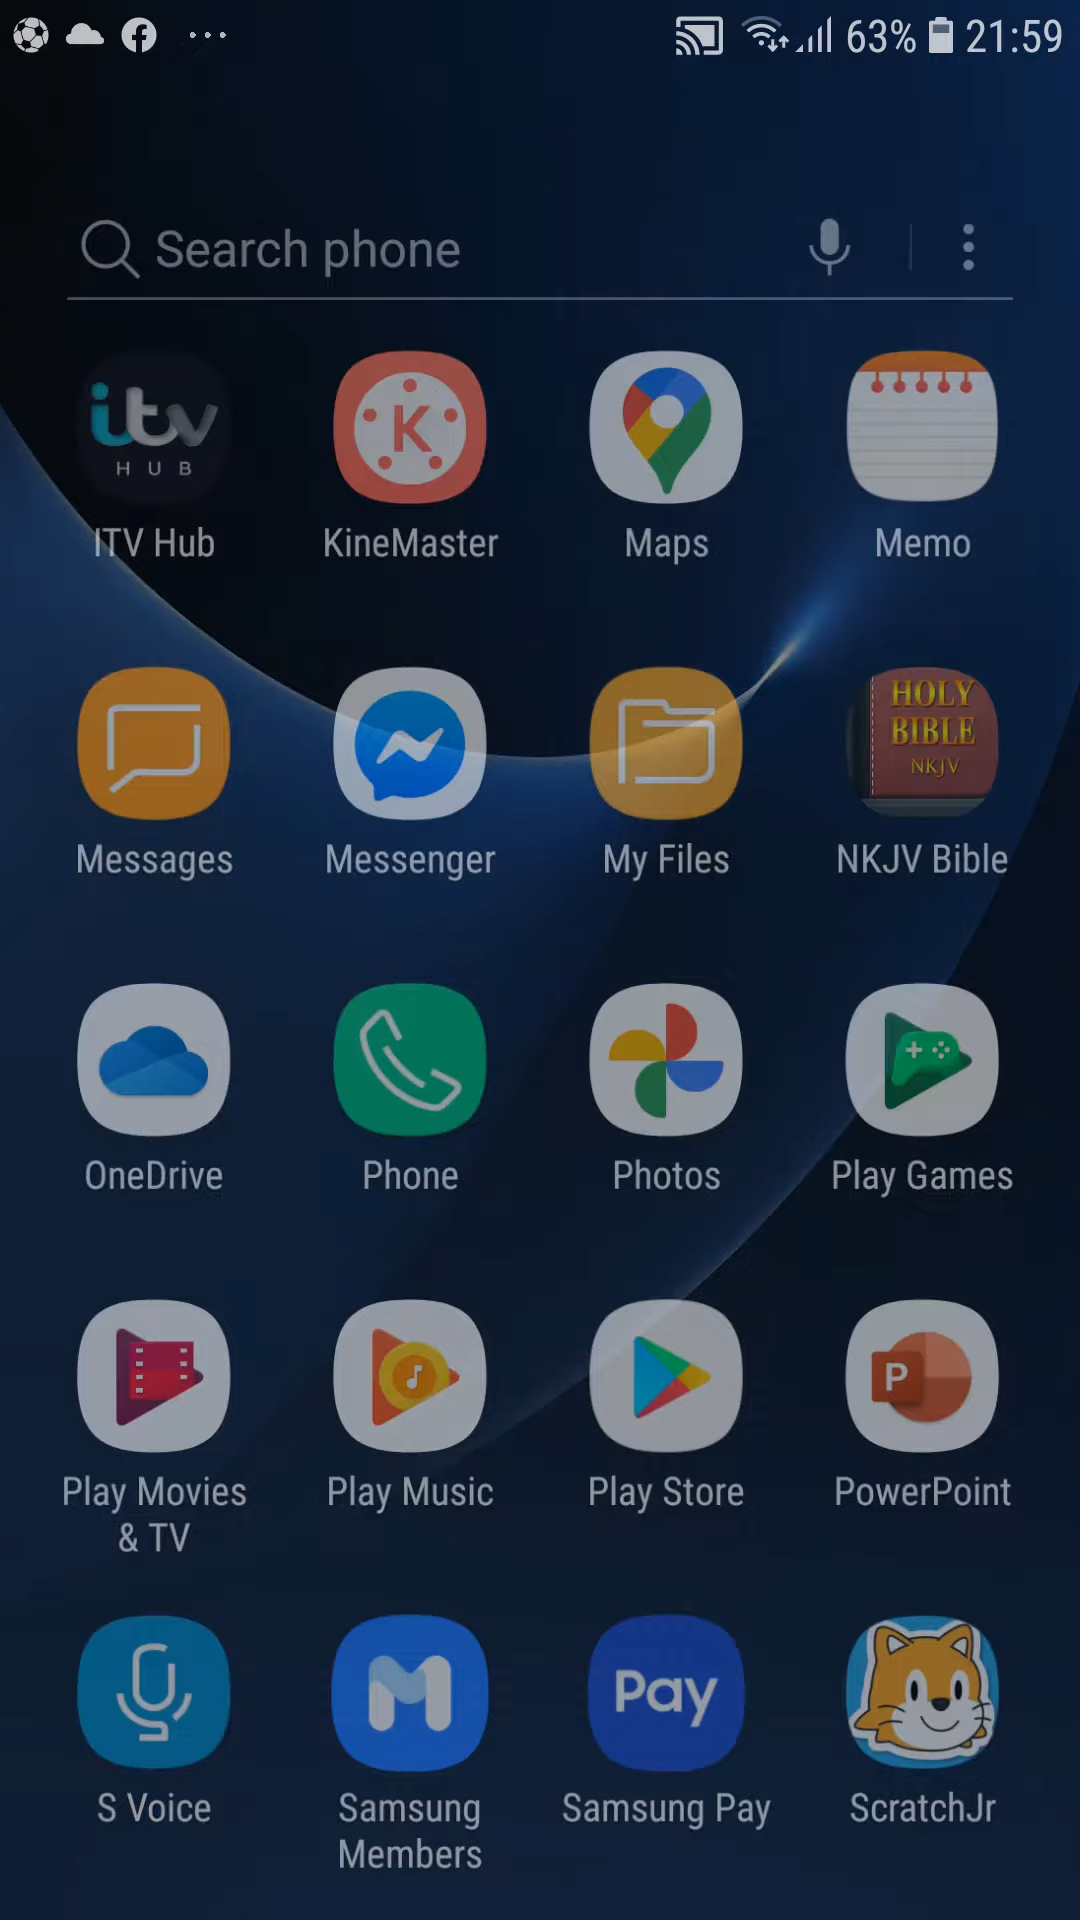 63% 21:59
Search phone
itv
HUB
K
ITV Hub KineMaster Maps Memo
HOLY
BIBLE
NKJV
Messages Messenger My Files NKJV Bible
OneDrive Phone Photos Play Games
P
Play Movies
& TV
Play Music Play Store PowerPoint
Pay
S Voice Samsung
Members
Samsung Pay ScratchJr